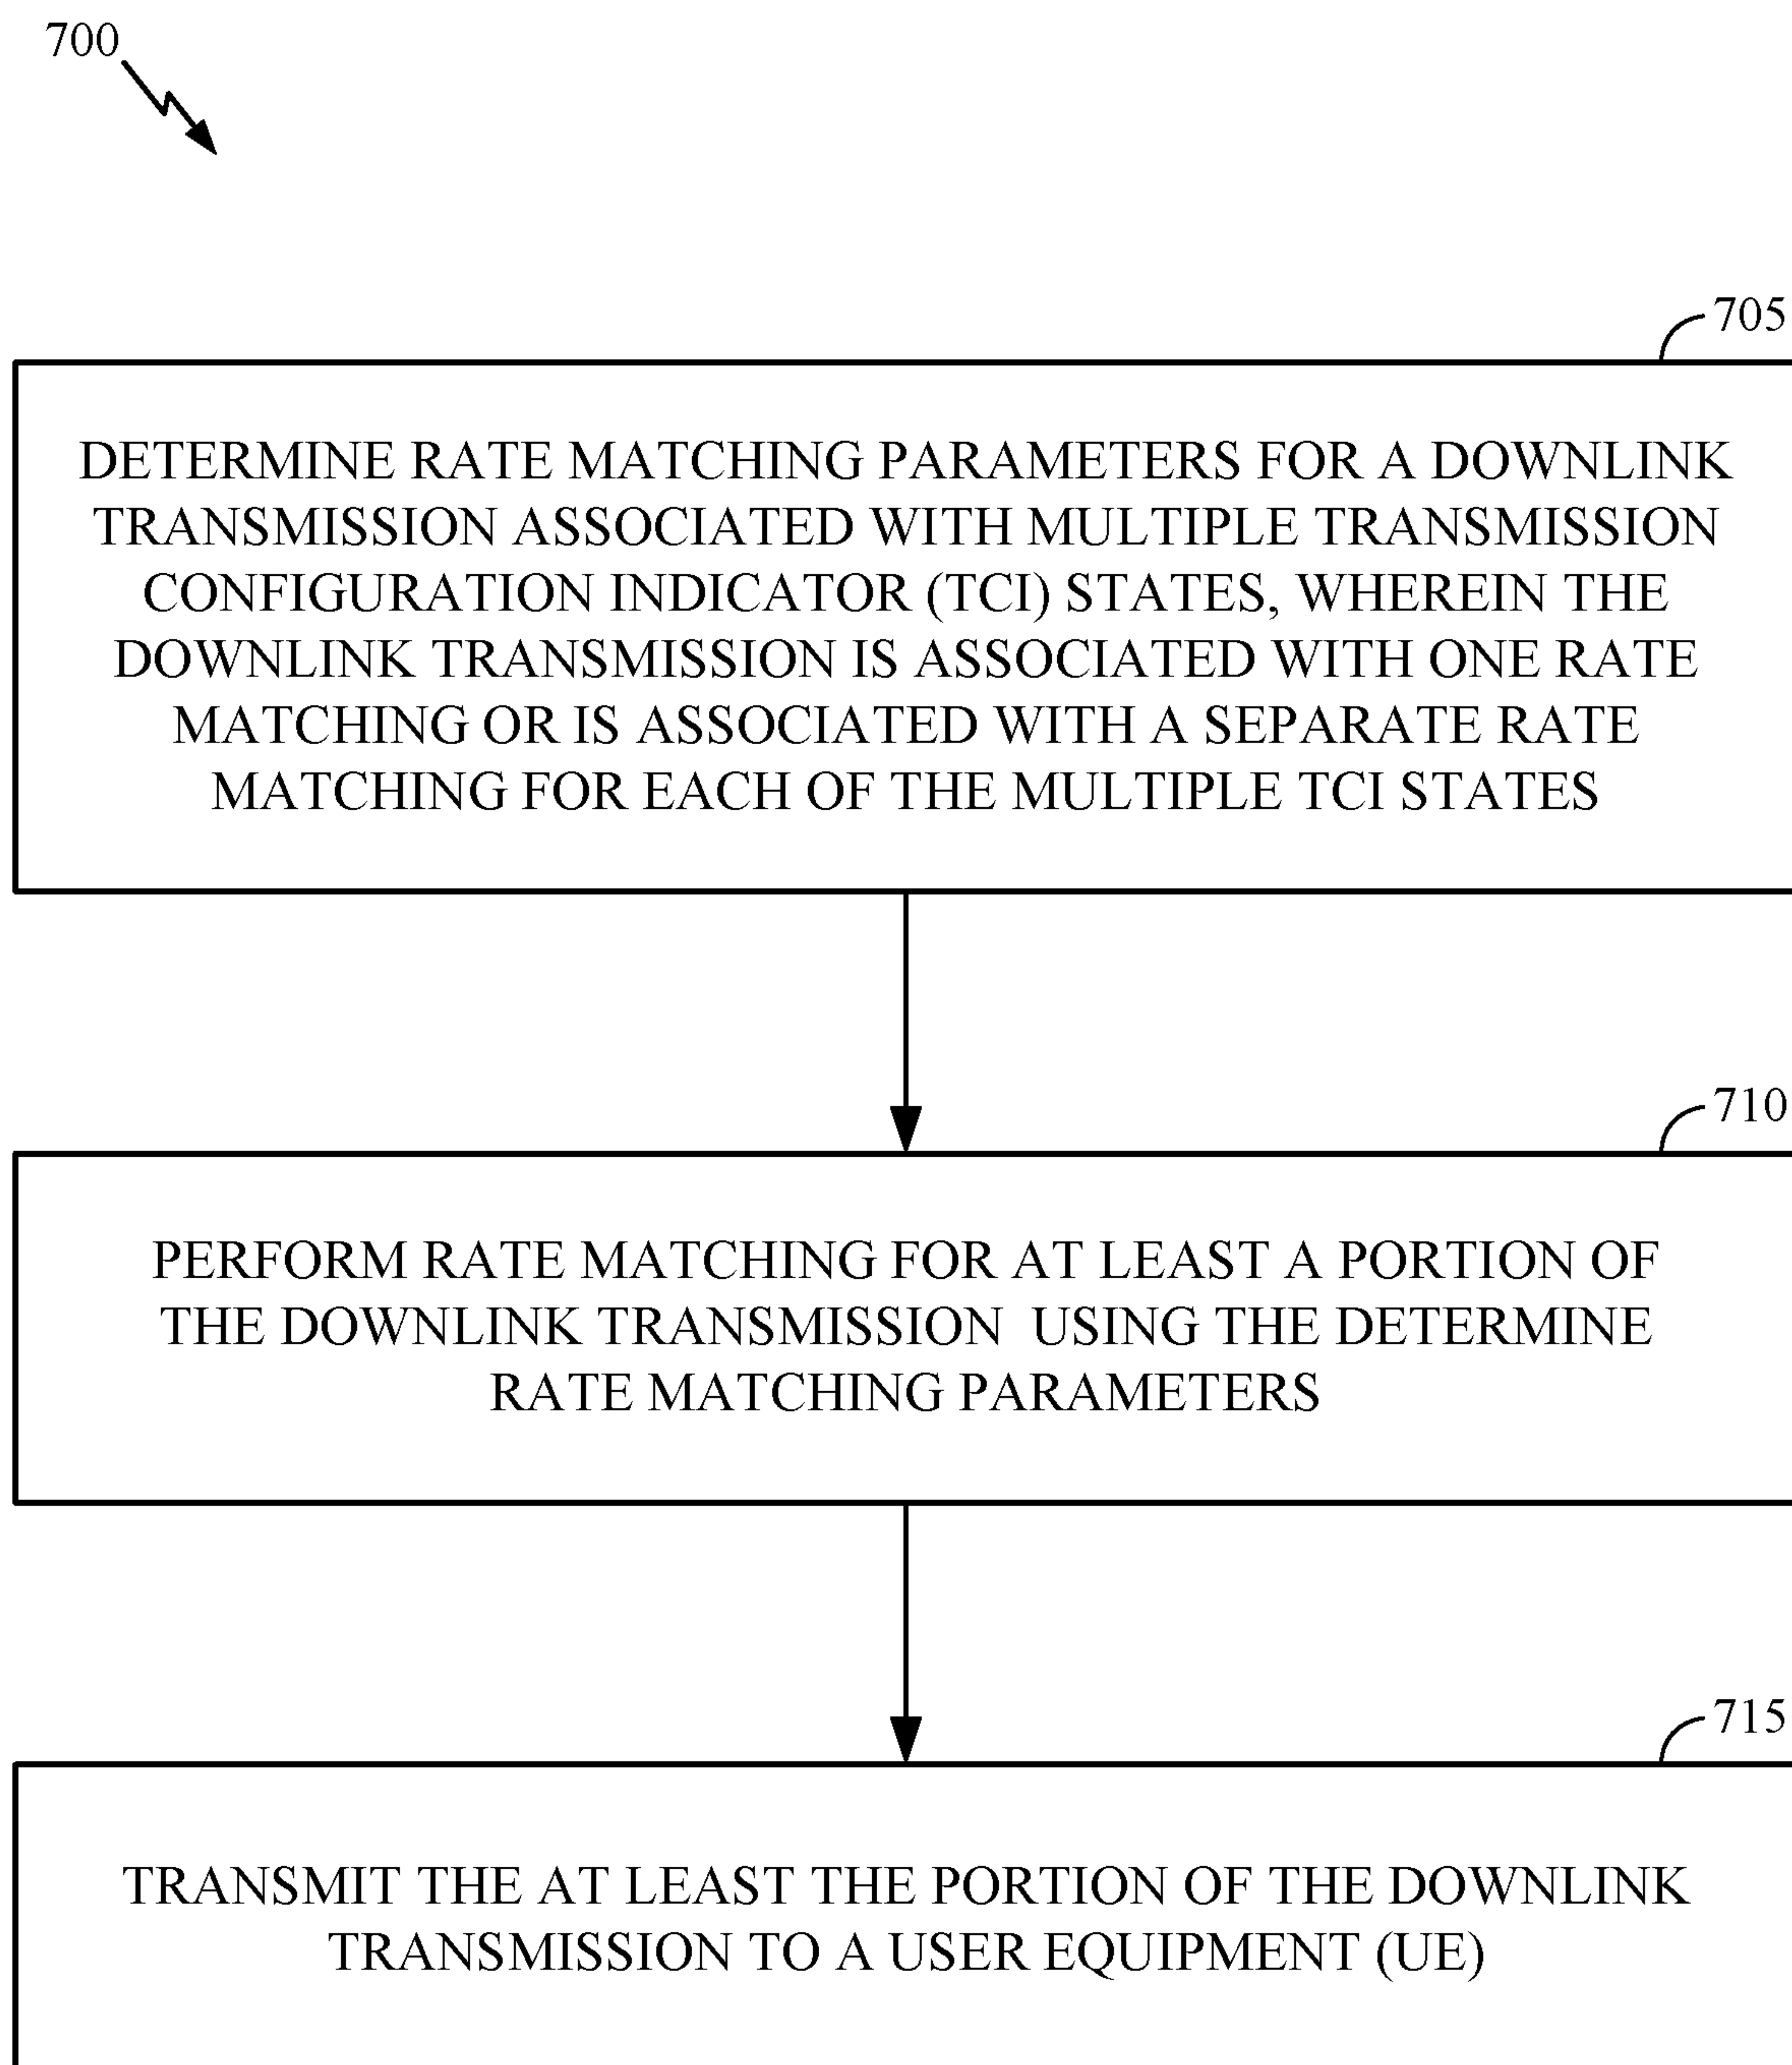 700
705
DETERMINE RATE MATCHING PARAMETERS FOR A DOWNLINK
TRANSMISSION ASSOCIATED WITH MULTIPLE TRANSMISSION
CONFIGURATION INDICATOR (TCI) STATES, WHEREIN THE
DOWNLINK TRANSMISSION IS ASSOCIATED WITH ONE RATE
MATCHING OR IS ASSOCIATED WITH A SEPARATE RATE
MATCHING FOR EACH OF THE MULTIPLE TCI STATES
710
PERFORM RATE MATCHING FOR AT LEAST A PORTION OF
THE DOWNLINK TRANSMISSION USING THE DETERMINE
RATE MATCHING PARAMETERS
715
TRANSMIT THE AT LEAST THE PORTION OF THE DOWNLINK
TRANSMISSION TO A USER EQUIPMENT (UE)